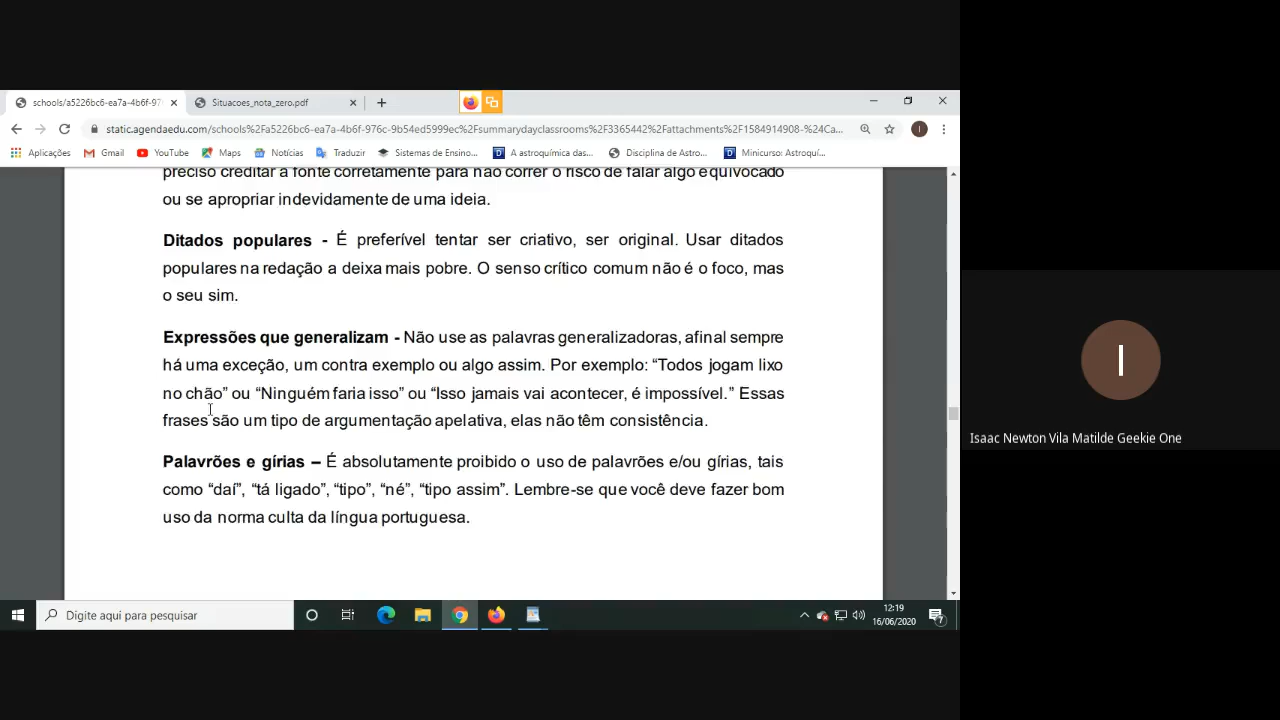 schools/a5226bc6-ea7a-4b6f-97
Situacoes_nota_zero.pdf
static.agendaedu.com/schools%2Fa5226bc6-ea7a-4b6f-976c-9b54ed5999ec%2Fsummarydayclassrooms%2F3365442%2Fattachments%2F1584914908-%24Ca...
Aplicações Gmail YouTube Maps Notícias Traduzir Sistemas de Ensino... A astroquímica das... Disciplina de Astro... Minicurso: Astroquí...
preciso creditar a fonte corretamente para não correr o risco de falar algo equivocado
ou se apropriar indevidamente de uma ideia.
Ditados populares - É preferível tentar ser criativo, ser original. Usar ditados
populares na redação a deixa mais pobre. O senso crítico comum não é o foco, mas
o seu sim.
Expressões que generalizam - Não use as palavras generalizadoras, afinal sempre
há uma exceção, um contra exemplo ou algo assim. Por exemplo: “Todos jogam lixo
no chão” ou “Ninguém faria isso” ou “Isso jamais vai acontecer, é impossível.” Essas
frases são um tipo de argumentação apelativa, elas não têm consistência.
Palavrões e gírias – É absolutamente proibido o uso de palavrões e/ou gírias, tais
como “daí”, “tá ligado”, “tipo”, “né”, “tipo assim”. Lembre-se que você deve fazer bom
uso da norma culta da língua portuguesa.
I
Isaac Newton Vila Matilde Geekie One
Digite aqui para pesquisar
12:19
16/06/2020
7